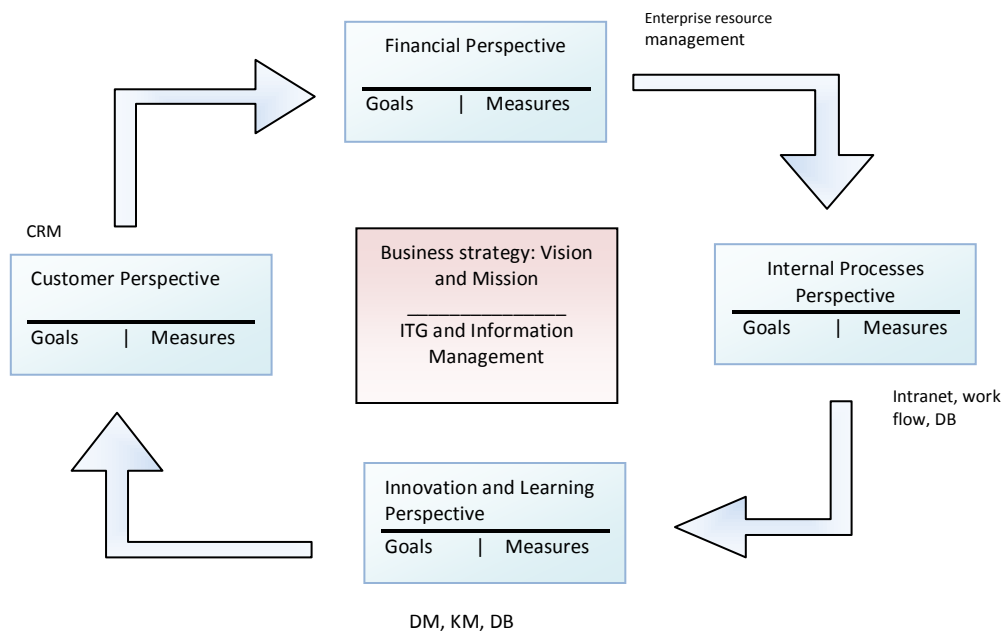 Enterprise resource
management
Financial Perspective
Goals | Measures
CRM
Customer Perspective
Goals | Measures
Business strategy: Vision
and Mission
________________
ITG and Information
Management
Internal Processes
Perspective
Goals | Measures
Intranet, work
flow, DB
Innovation and Learning
Perspective
Goals | Measures
DM, KM, DB